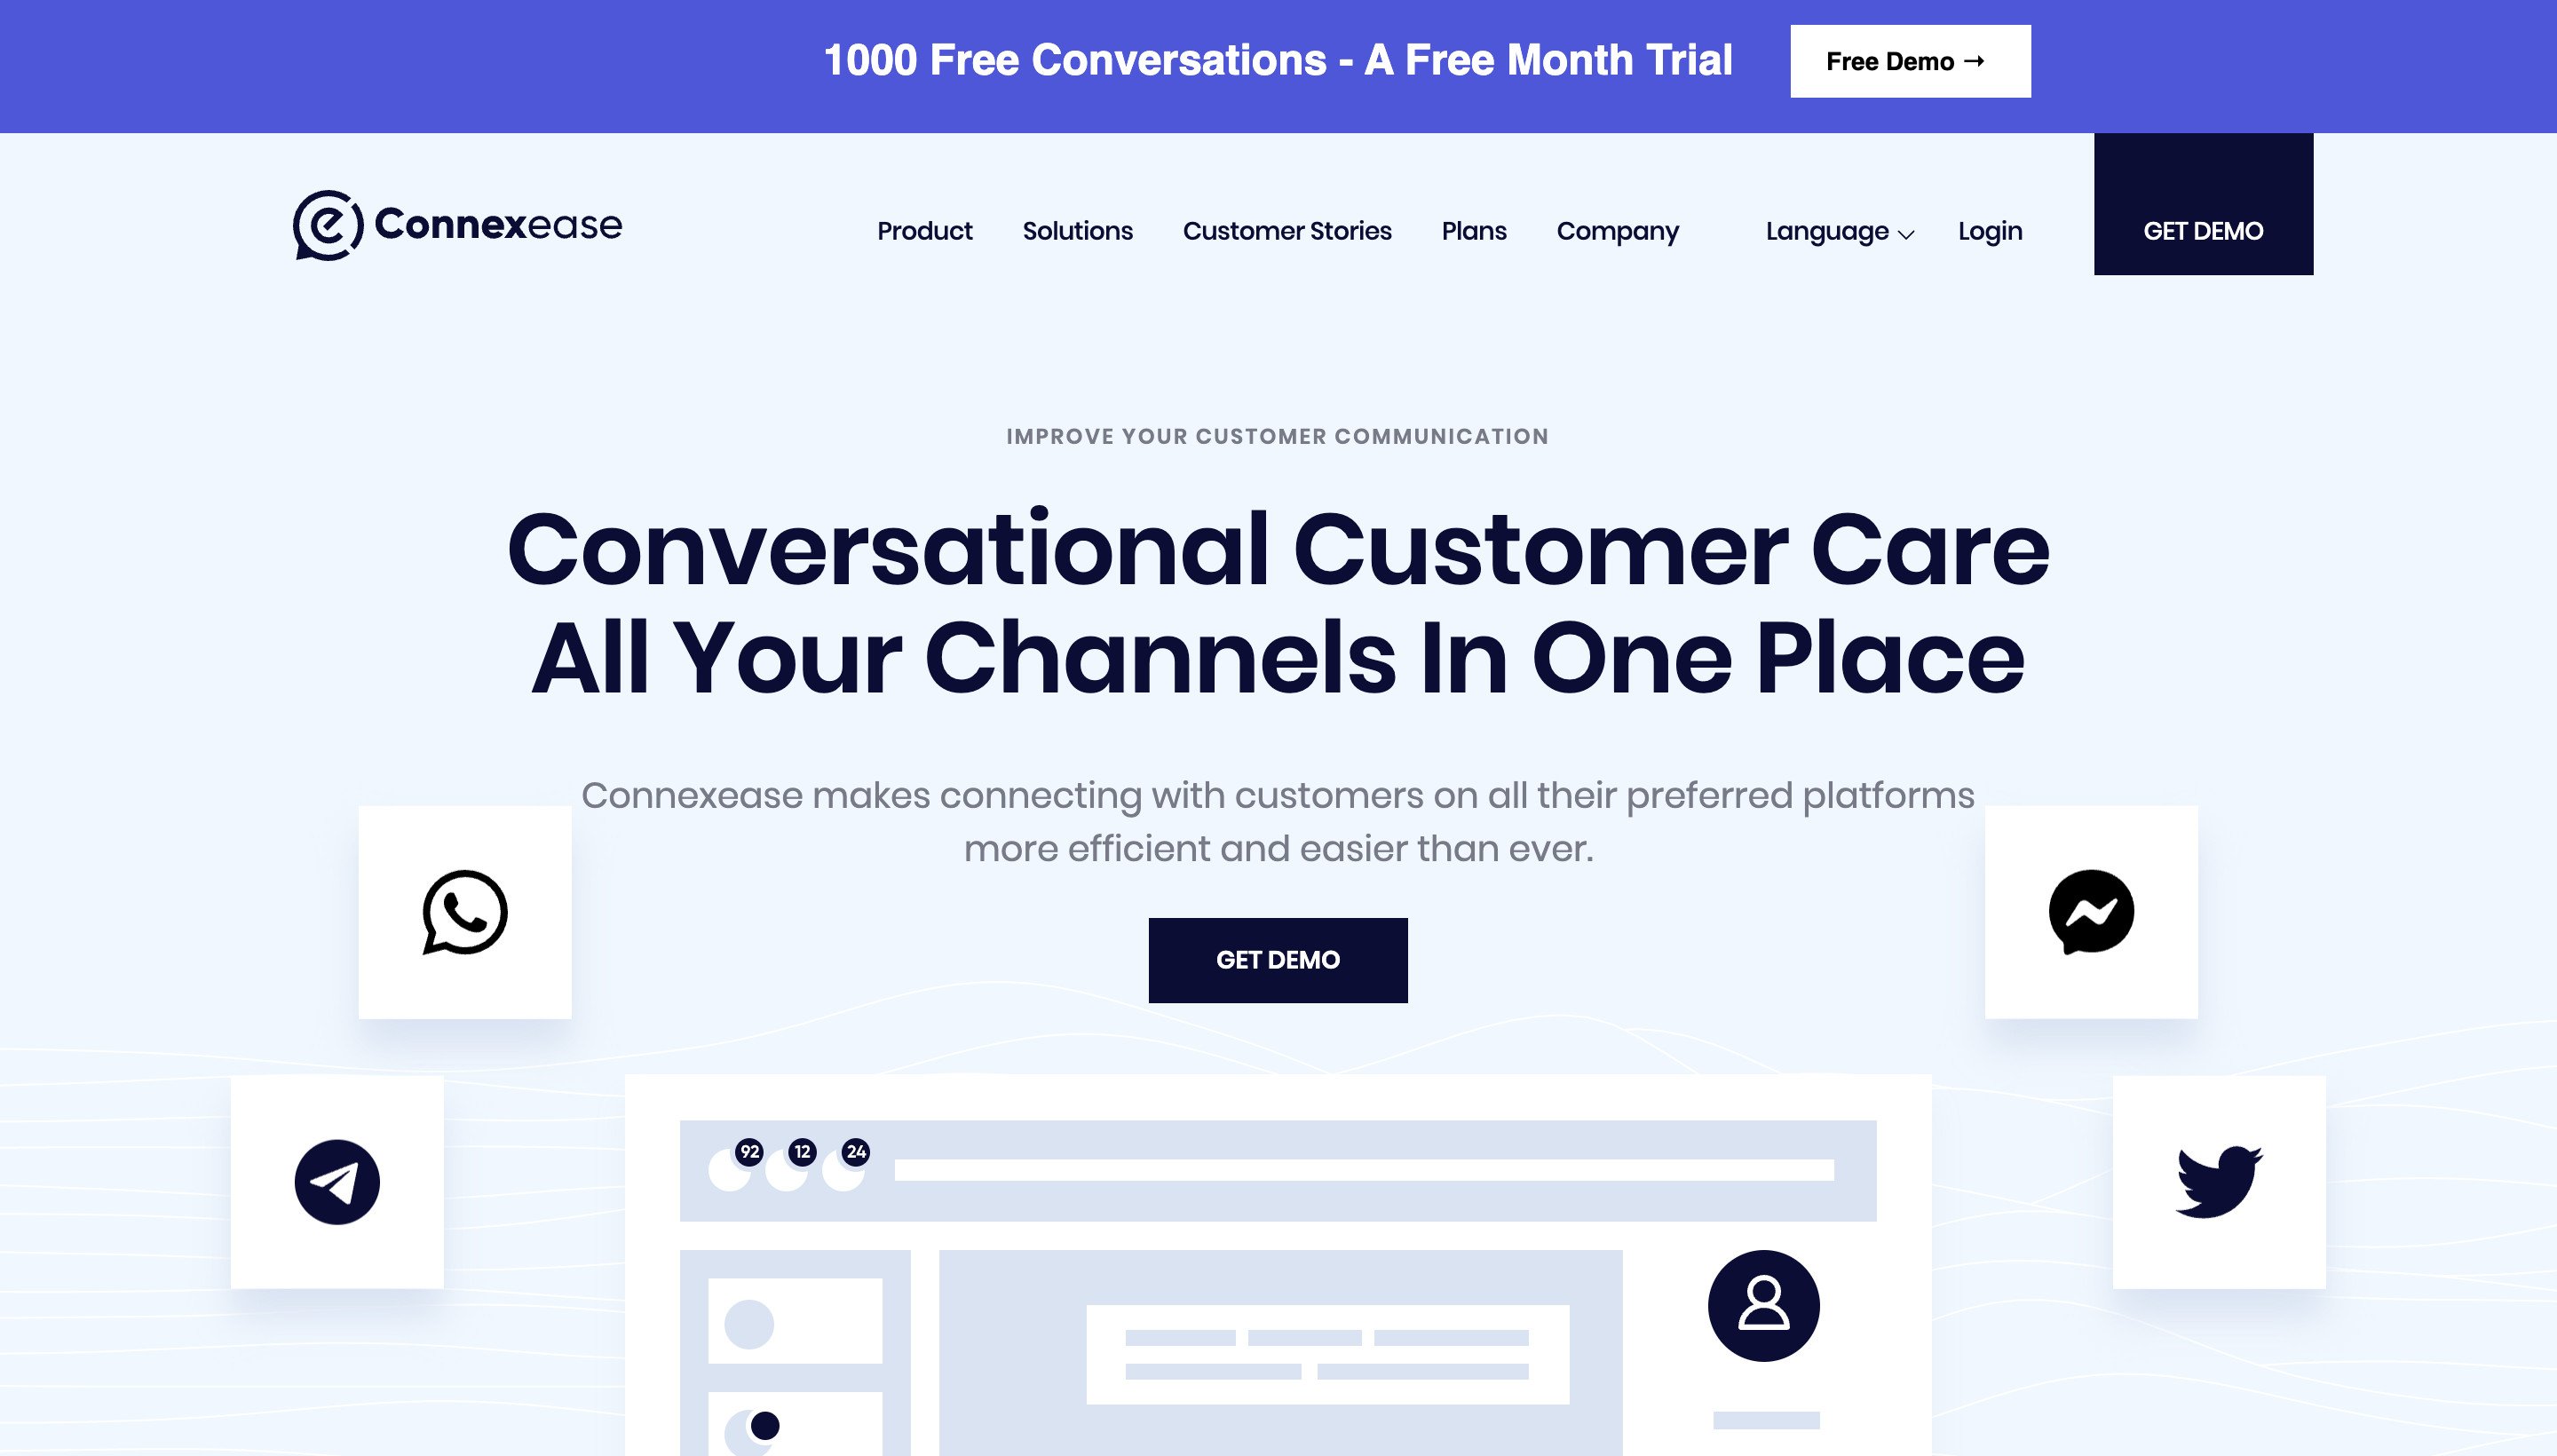 1000 Free Conversations - A Free Month Trial
Free Demo →
Connexease
Product
Solutions
Customer Stories
Plans
Company
Language
Login
GET DEMO
IMPROVE YOUR CUSTOMER COMMUNICATION
Conversational Customer Care
All Your Channels In One Place
Connexease makes connecting with customers on all their preferred platforms
more efficient and easier than ever.
GET DEMO
92
12
24